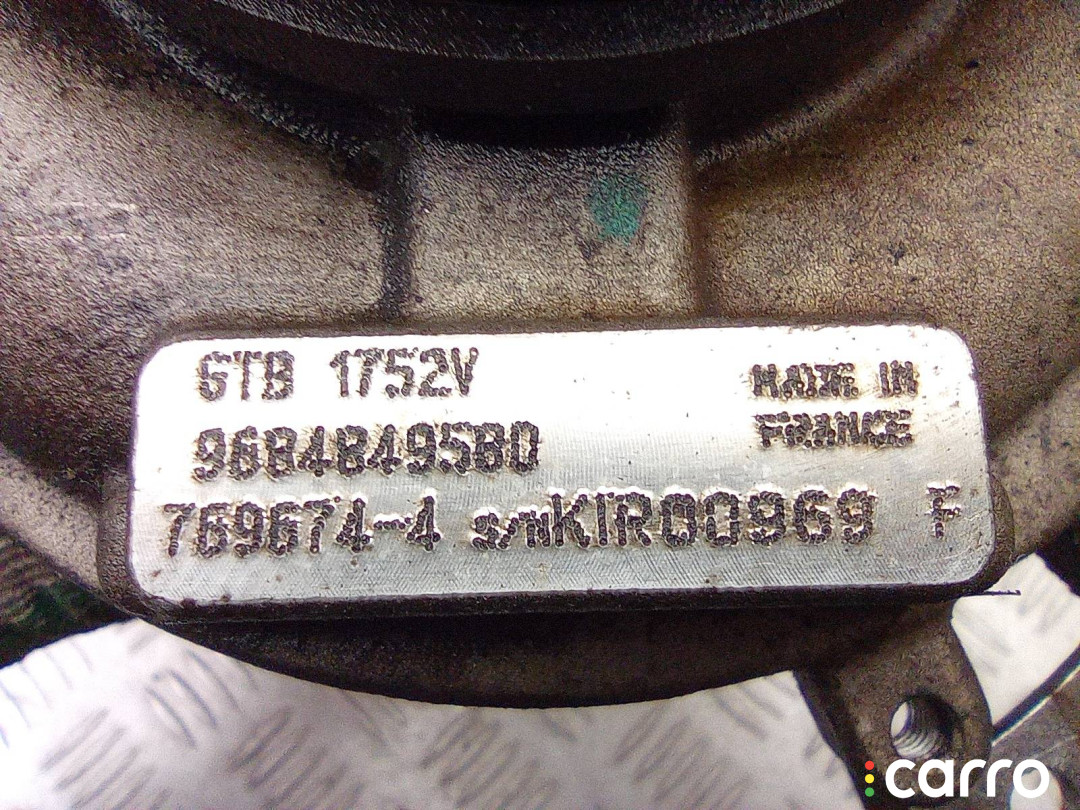 GTB 1752V
MADE IN
FRANCE
9684849580
769674-4 s/nKIR00969 F
carro